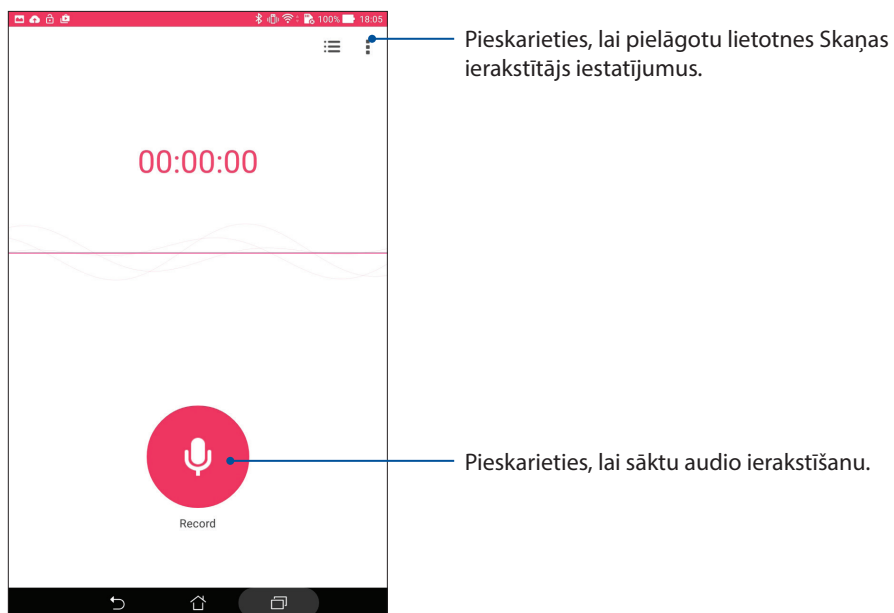 100% 18:05
Pieskarieties, lai pielāgotu lietotnes Skaņas
ierakstītājs iestatījumus.
00:00:00
Pieskarieties, lai sāktu audio ierakstīšanu.
Record